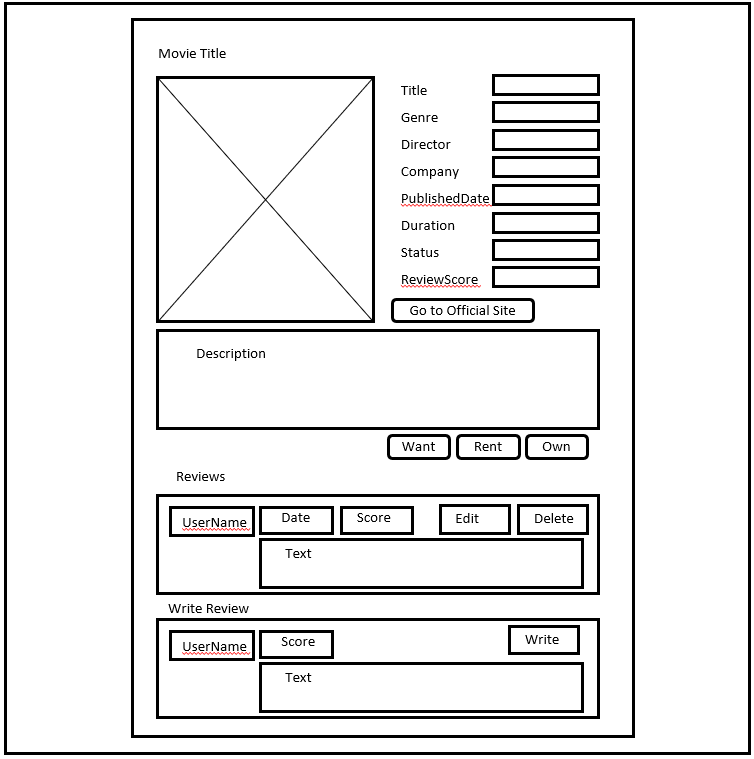 Movie Title
Title
Genre
Director
Company
PublishedDate
Duration
Status
ReviewScore
Go to Official Site
Description
Want Rent Own
Reviews
UserName Date Score Edit Delete
Text
Write Review
UserName Score Write
Text